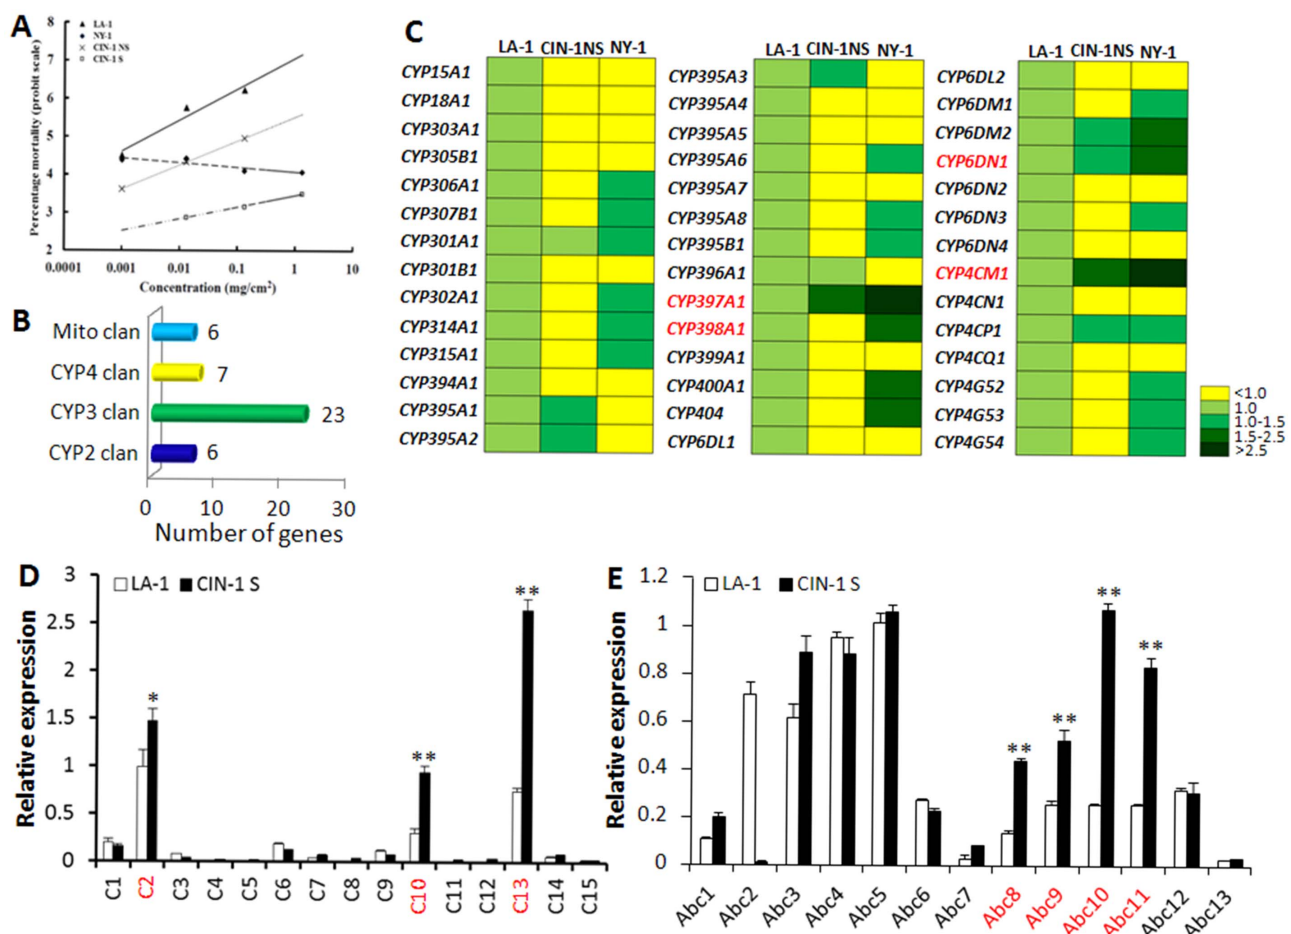 A
8
7
6
5
4
3
2
Percentage mortality (probit scale)
LA-1
NY-1
CIN-1 NS
CIN-1 S
0.0001 0.001 0.01 0.1 1 10
Concentration (mg/cm²)
B
Mito clan 6
CYP4 clan 7
CYP3 clan 23
CYP2 clan 6
0 10 20 30
Number of genes
C
LA-1 CIN-1NS NY-1
CYP15A1
CYP18A1
CYP303A1
CYP305B1
CYP306A1
CYP307B1
CYP301A1
CYP301B1
CYP302A1
CYP314A1
CYP315A1
CYP394A1
CYP395A1
CYP395A2
LA-1 CIN-1NS NY-1
CYP395A3
CYP395A4
CYP395A5
CYP395A6
CYP395A7
CYP395A8
CYP395B1
CYP396A1
CYP397A1
CYP398A1
CYP399A1
CYP400A1
CYP404
CYP6DL1
LA-1 CIN-1NS NY-1
CYP6DL2
CYP6DM1
CYP6DM2
CYP6DN1
CYP6DN2
CYP6DN3
CYP6DN4
CYP4CM1
CYP4CN1
CYP4CP1
CYP4CQ1
CYP4G52
CYP4G53
CYP4G54
<1.0
1.0
1.0-1.5
1.5-2.5
>2.5
D
LA-1 CIN-1 S
3
2.5
2
1.5
1
0.5
0
Relative expression
*
**
**
C1 C2 C3 C4 C5 C6 C7 C8 C9 C10 C11 C12 C13 C14 C15
E
LA-1 CIN-1 S
1.2
1
0.8
0.6
0.4
0.2
0
Relative expression
**
**
**
**
Abc1 Abc2 Abc3 Abc4 Abc5 Abc6 Abc7 Abc8 Abc9 Abc10 Abc11 Abc12 Abc13